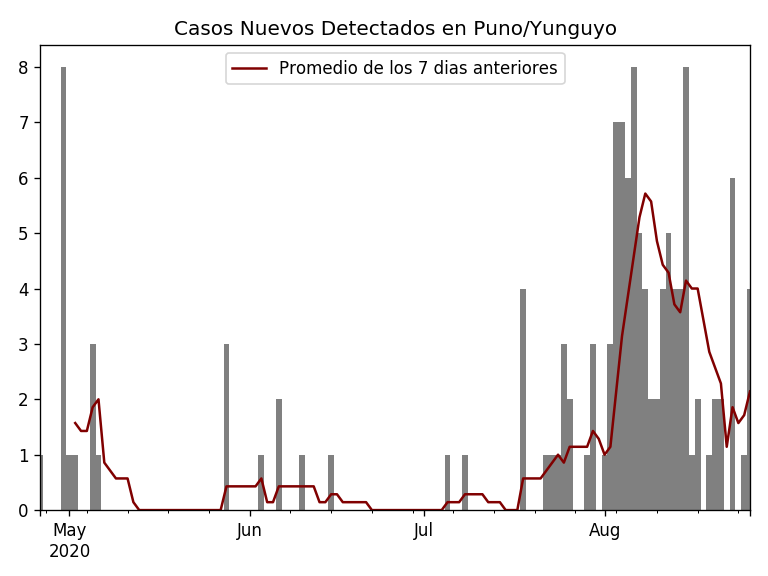 Casos Nuevos Detectados en Puno/Yunguyo
Promedio de los 7 dias anteriores
8
7
6
5
4
3
2
1
0
May
2020
Jun
Jul
Aug